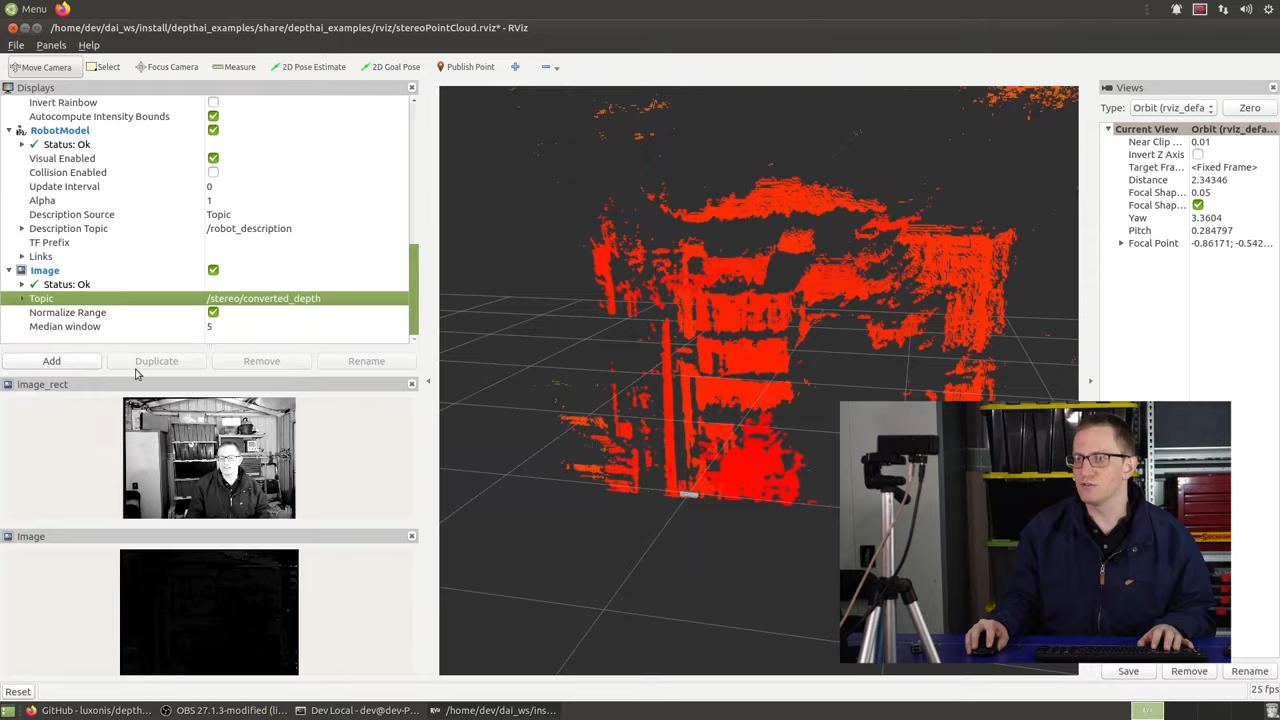 Menu
/home/dev/dai_ws/install/depthai_examples/share/depthai_examples/rviz/stereoPointCloud.rviz* - RViz
File Panels Help
Move Camera Select Focus Camera Measure 2D Pose Estimate 2D Goal Pose Publish Point
Displays
Invert Rainbow
Autocompute Intensity Bounds
RobotModel
Status: Ok
Visual Enabled
Collision Enabled
Update Interval 0
Alpha 1
Description Source Topic
Description Topic /robot_description
TF Prefix
Links
Image
Status: Ok
Topic /stereo/converted_depth
Normalize Range
Median window 5
Add Duplicate Remove Rename
image_rect
Image
Reset
Views
Type: Orbit (rviz_defa Zero
Current View Orbit (rviz_defa...
Near Clip ... 0.01
Invert Z Axis
Target Fra... <Fixed Frame>
Distance 2.34346
Focal Shap... 0.05
Focal Shap...
Yaw 3.3604
Pitch 0.284797
Focal Point -0.86171; -0.542...
Save Remove Rename
25 fps
GitHub - luxonis/depth... OBS 27.1.3-modified (linu... Dev Local - dev@dev-P... /home/dev/dai_ws/ins...